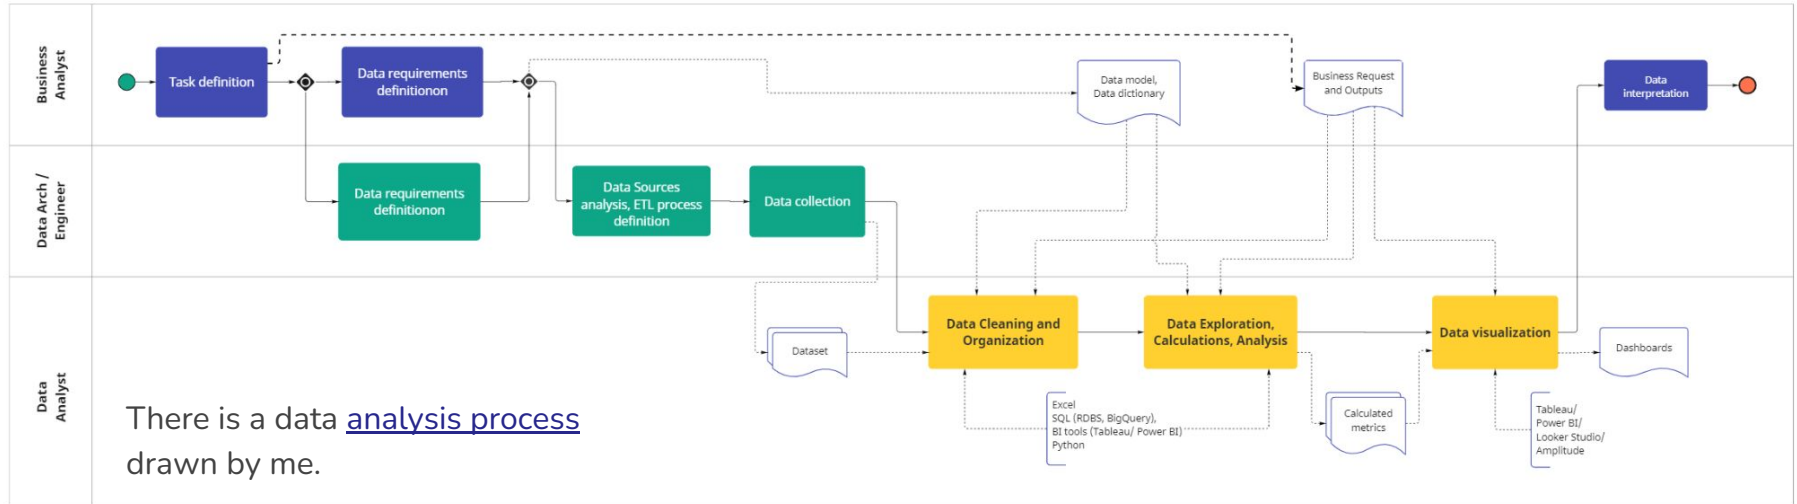 Business
Analyst
Task definition
Data requirements
definitionon
Data model,
Data dictionary
Business Request
and Outputs
Data
interpretation
Data Arch /
Engineer
Data requirements
definitionon
Data Sources
analysis, ETL process
definition
Data collection
Data
Analyst
Dataset
Data Cleaning and
Organization
Data Exploration,
Calculations, Analysis
Data visualization
Dashboards
Excel
SQL (RDBS, BigQuery),
BI tools (Tableau/ Power BI)
Python
Calculated
metrics
Tableau/
Power BI/
Looker Studio/
Amplitude
There is a data analysis process
drawn by me.